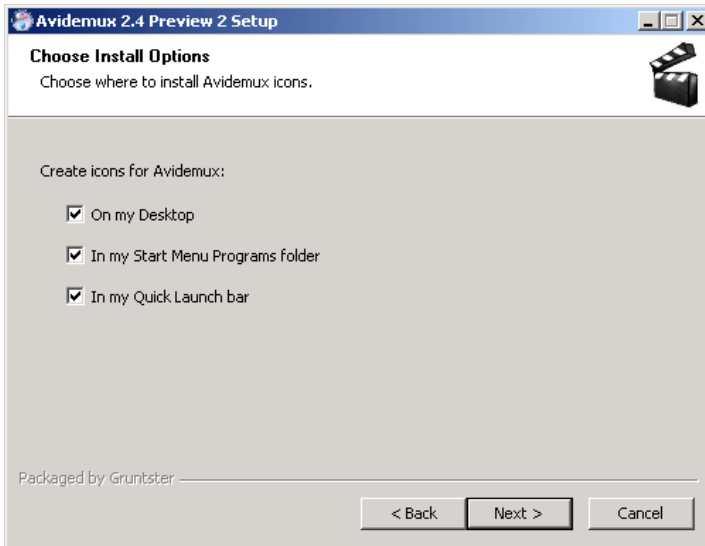 Avidemux 2.4 Preview 2 Setup
Choose Install Options
Choose where to install Avidemux icons.
Create icons for Avidemux:
On my Desktop
In my Start Menu Programs folder
In my Quick Launch bar
Packaged by Gruntster
< Back Next > Cancel